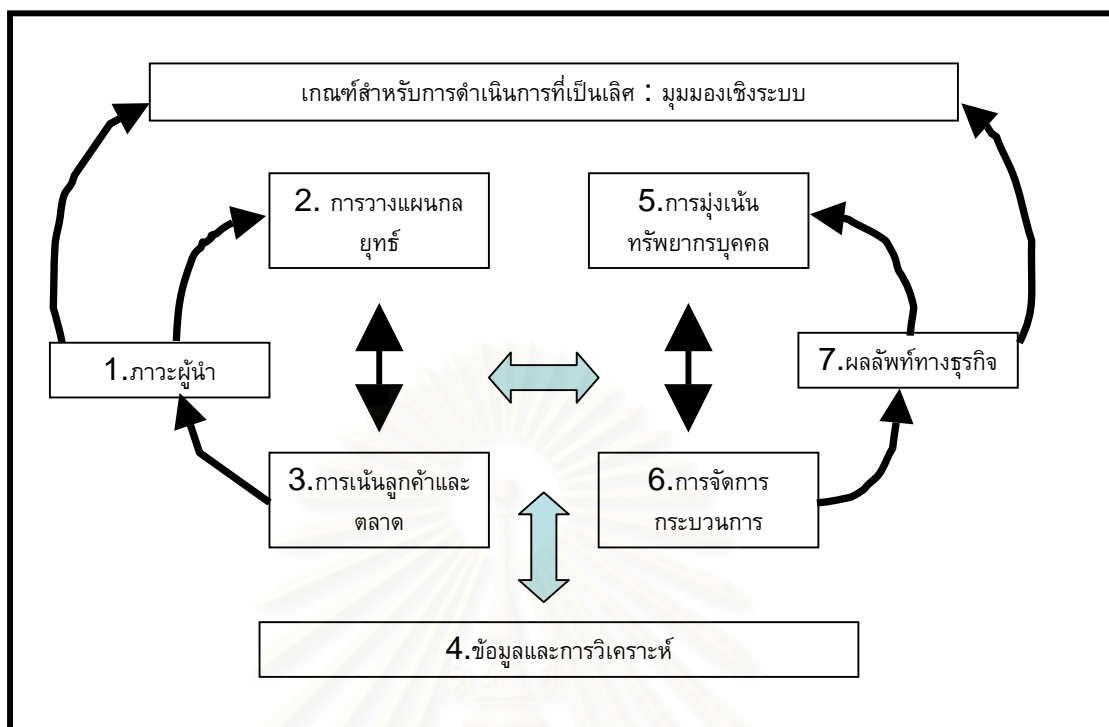 เกณฑ์สำหรับการดำเนินการที่เป็นเลิศ : มุมมองเชิงระบบ
2. การวางแผนกล
ยุทธ์
5.การมุ่งเน้น
ทรัพยากรบุคคล
1.ภาวะผู้นำ
7.ผลลัพท์ทางธุรกิจ
3.การเน้นลูกค้าและ
ตลาด
6.การจัดการ
กระบวนการ
4.ข้อมูลและการวิเคราะห์